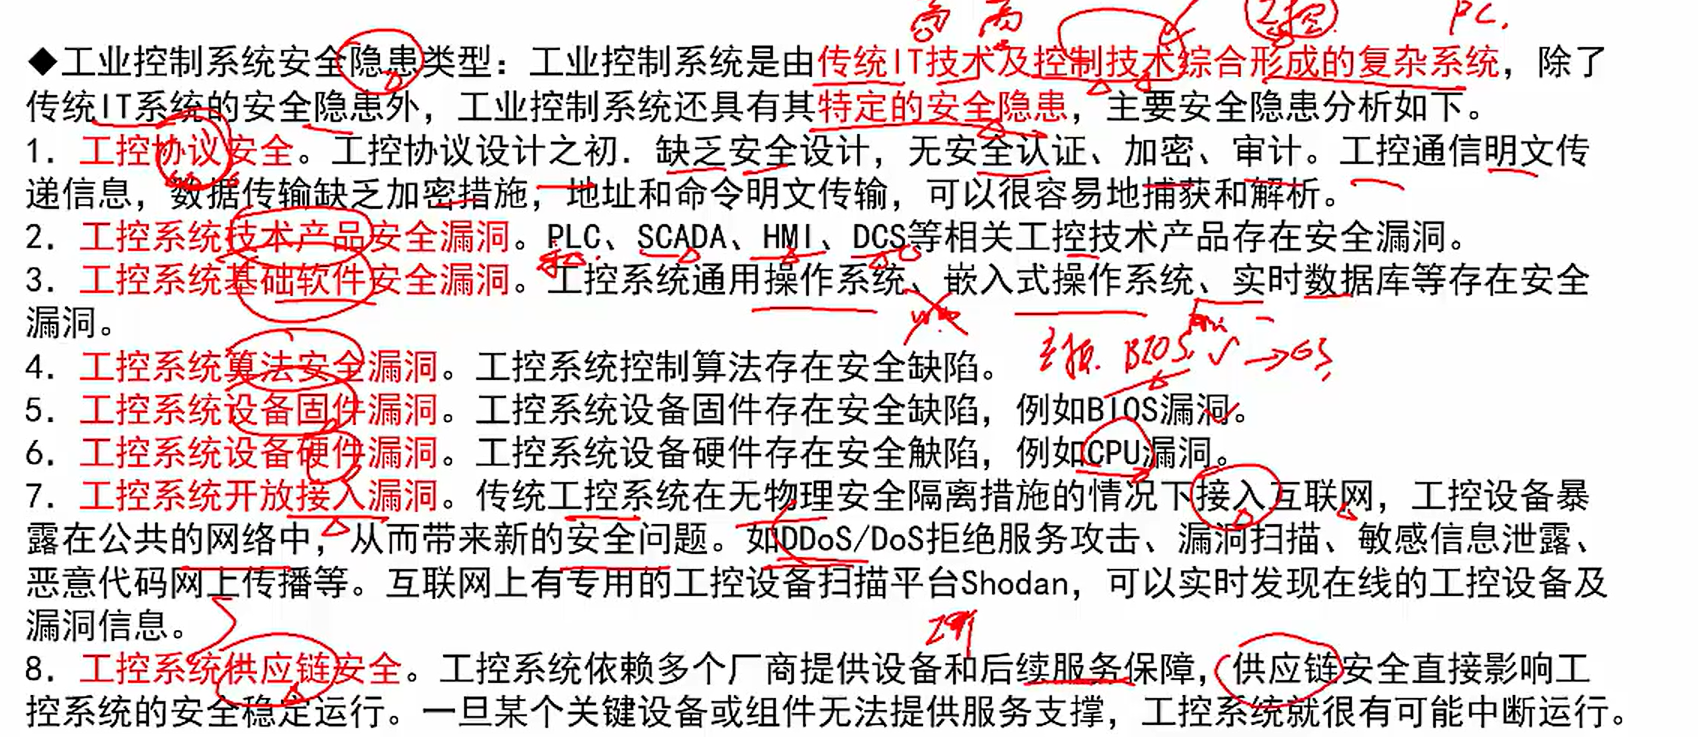 PC.
◆工业控制系统安全隐患类型：工业控制系统是由传统IT技术及控制技术综合形成的复杂系统，除了
传统IT系统的安全隐患外，工业控制系统还具有其特定的安全隐患，主要安全隐患分析如下。
1．工控协议安全。工控协议设计之初．缺乏安全设计，无安全认证、加密、审计。工控通信明文传
递信息，数据传输缺乏加密措施，地址和命令明文传输，可以很容易地捕获和解析。
2．工控系统技术产品安全漏洞。PLC、SCADA、HMI、DCS等相关工控技术产品存在安全漏洞。
3．工控系统基础软件安全漏洞。工控系统通用操作系统、嵌入式操作系统、实时数据库等存在安全
漏洞。
4．工控系统算法安全漏洞。工控系统控制算法存在安全缺陷。
BIOS
5．工控系统设备固件漏洞。工控系统设备固件存在安全缺陷，例如BIOS漏洞。
6．工控系统设备硬件漏洞。工控系统设备硬件存在安全觖陷，例如CPU漏洞。
7．工控系统开放接入漏洞。传统工控系统在无物理安全隔离措施的情况下接入互联网，工控设备暴
露在公共的网络中，从而带来新的安全问题。如DDoS/DoS拒绝服务攻击、漏洞扫描、敏感信息泄露、
恶意代码网上传播等。互联网上有专用的工控设备扫描平台Shodan，可以实时发现在线的工控设备及
漏洞信息。
8．工控系统供应链安全。工控系统依赖多个厂商提供设备和后续服务保障，供应链安全直接影响工
控系统的安全稳定运行。一旦某个关键设备或组件无法提供服务支撑，工控系统就很有可能中断运行。